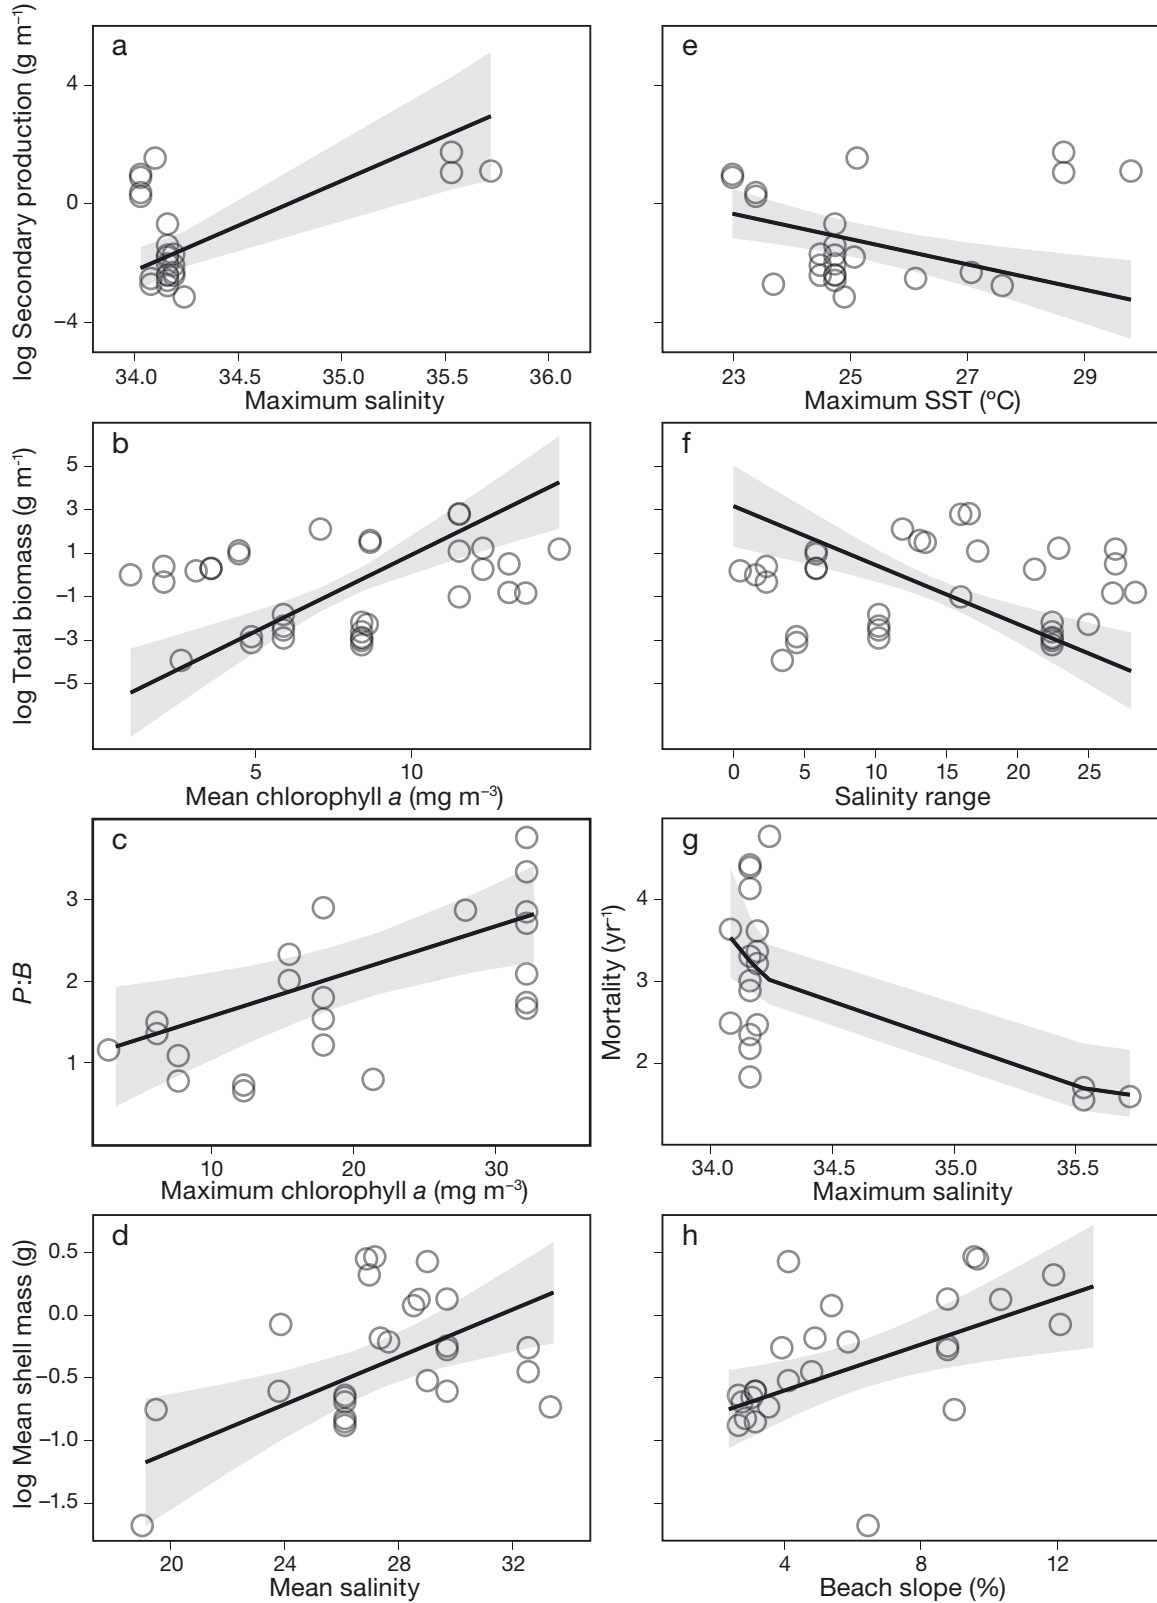 a
log Secondary production (g m⁻¹)
4
0
−4
34.0 34.5 35.0 35.5 36.0
Maximum salinity
e
23 25 27 29
Maximum SST (°C)
b
log Total biomass (g m⁻¹)
5
3
1
−1
−3
−5
5 10
Mean chlorophyll a (mg m⁻³)
f
0 5 10 15 20 25
Salinity range
c
P:B
3
2
1
10 20 30
Maximum chlorophyll a (mg m⁻³)
g
Mortality (yr⁻¹)
4
3
2
34.0 34.5 35.0 35.5
Maximum salinity
d
log Mean shell mass (g)
0.5
0.0
−0.5
−1.0
−1.5
20 24 28 32
Mean salinity
h
4 8 12
Beach slope (%)